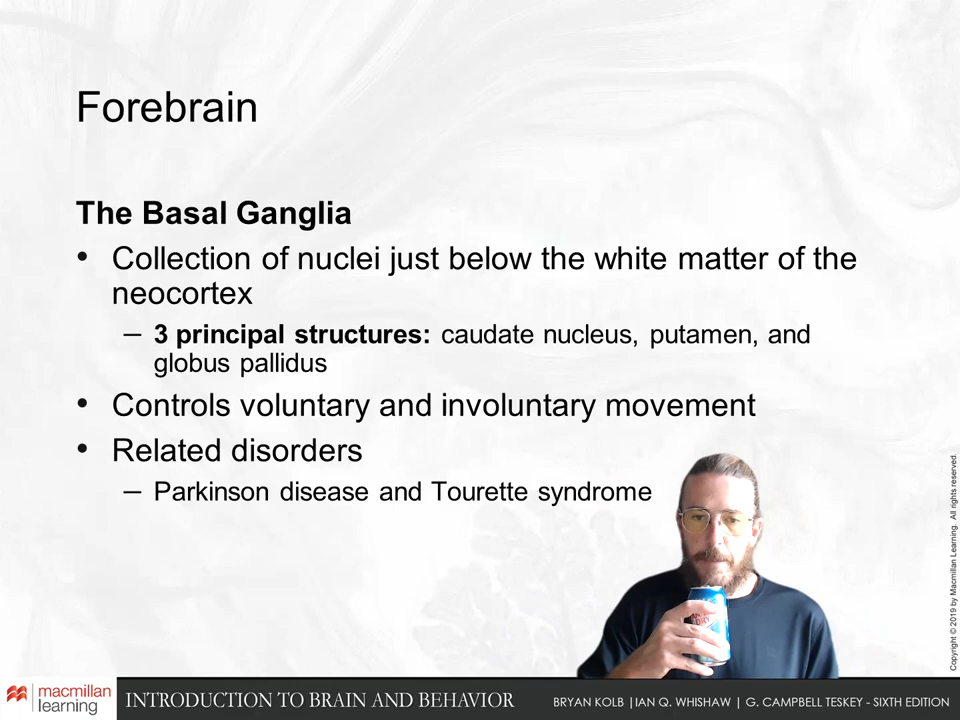 Forebrain
The Basal Ganglia
• Collection of nuclei just below the white matter of the
neocortex
– 3 principal structures: caudate nucleus, putamen, and
globus pallidus
• Controls voluntary and involuntary movement
• Related disorders
– Parkinson disease and Tourette syndrome
Copyright © 2019 by Macmillan Learning. All rights reserved.
macmillan
learning
INTRODUCTION TO BRAIN AND BEHAVIOR
BRYAN KOLB |IAN Q. WHISHAW | G. CAMPBELL TESKEY - SIXTH EDITION